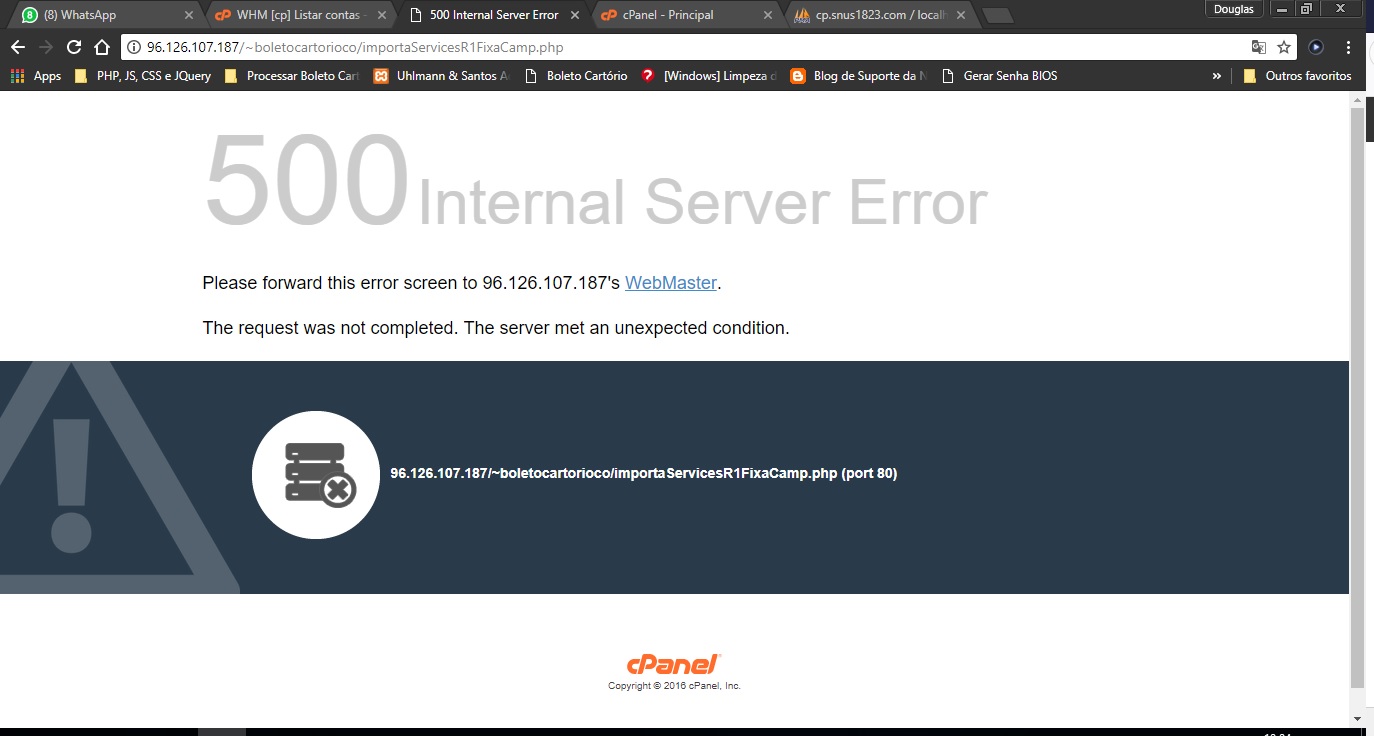 (8) WhatsApp
WHM [cp] Listar contas -
500 Internal Server Error
cPanel - Principal
cp.snus1823.com / localh
Douglas
96.126.107.187/~boletocartorioco/importaServicesR1FixaCamp.php
Apps
PHP, JS, CSS e JQuery
Processar Boleto Cart
Uhlmann & Santos A
Boleto Cartório
[Windows] Limpeza d
Blog de Suporte da N
Gerar Senha BIOS
»
Outros favoritos
500 Internal Server Error
Please forward this error screen to 96.126.107.187's WebMaster.
The request was not completed. The server met an unexpected condition.
96.126.107.187/~boletocartorioco/importaServicesR1FixaCamp.php (port 80)
cPanel
Copyright © 2016 cPanel, Inc.